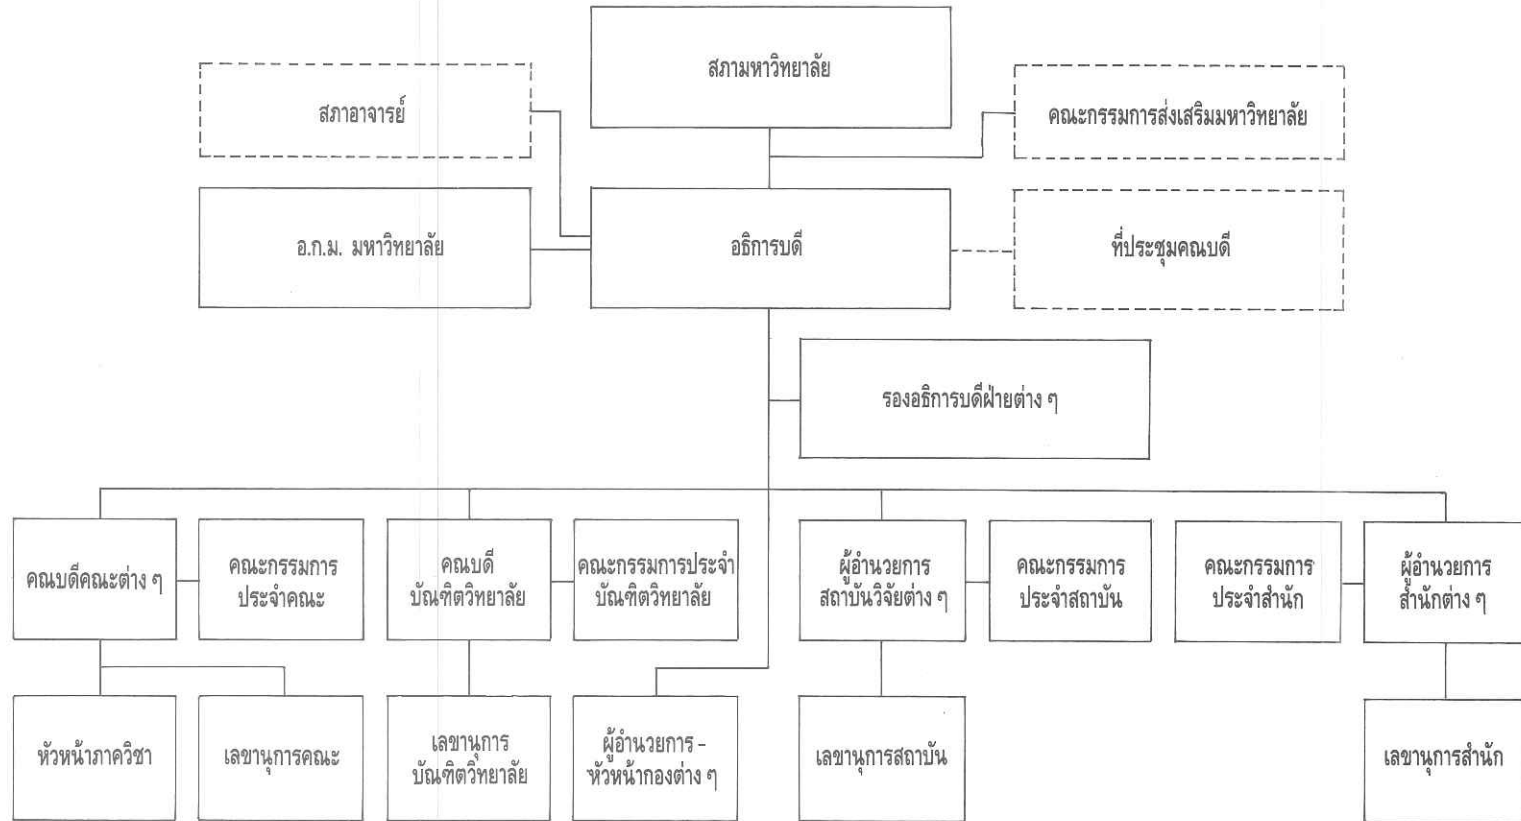 สภามหาวิทยาลัย
สภาอาจารย์
คณะกรรมการส่งเสริมมหาวิทยาลัย
อ.ก.ม. มหาวิทยาลัย
อธิการบดี
ที่ประชุมคณบดี
รองอธิการบดีฝ่ายต่าง ๆ
คณบดีคณะต่าง ๆ
คณะกรรมการ
ประจำคณะ
คณบดี
บัณฑิตวิทยาลัย
คณะกรรมการประจำ
บัณฑิตวิทยาลัย
ผู้อำนวยการ
สถาบันวิจัยต่าง ๆ
คณะกรรมการ
ประจำสถาบัน
คณะกรรมการ
ประจำสำนัก
ผู้อำนวยการ
สำนักต่าง ๆ
หัวหน้าภาควิชา
เลขานุการคณะ
เลขานุการ
บัณฑิตวิทยาลัย
ผู้อำนวยการ –
หัวหน้ากองต่าง ๆ
เลขานุการสถาบัน
เลขานุการสำนัก